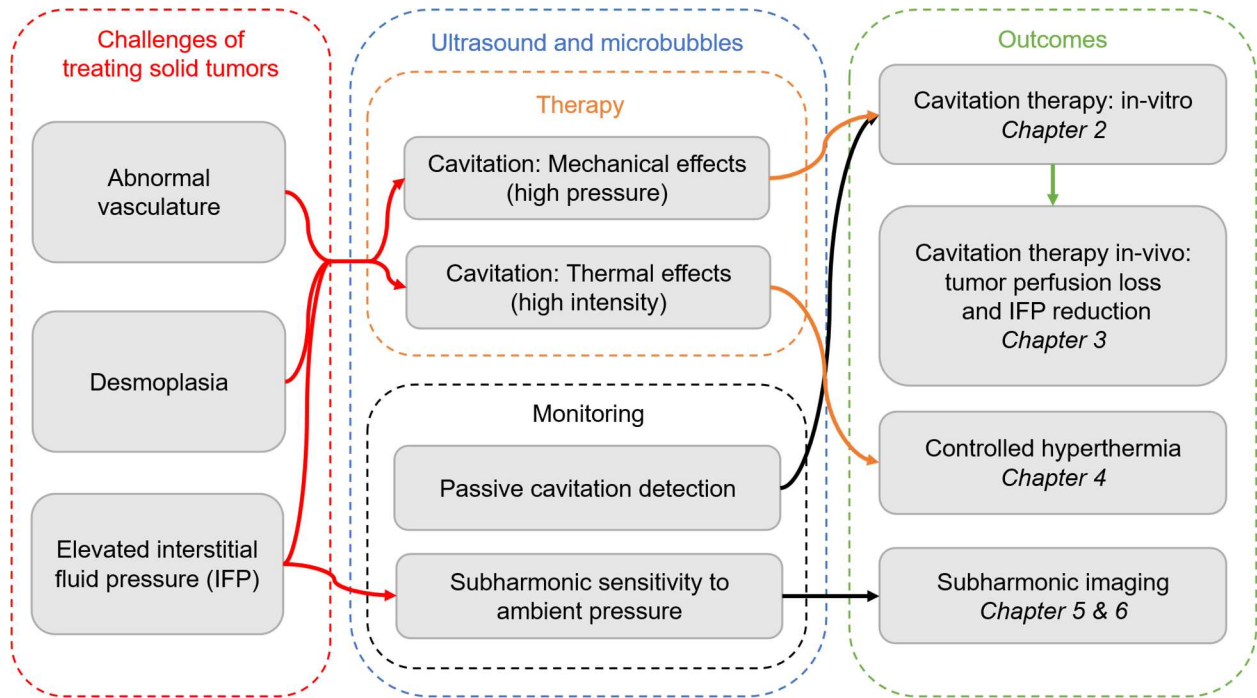 Challenges of
treating solid tumors
Abnormal
vasculature
Desmoplasia
Elevated interstitial
fluid pressure (IFP)
Ultrasound and microbubbles
Therapy
Cavitation: Mechanical effects
(high pressure)
Cavitation: Thermal effects
(high intensity)
Monitoring
Passive cavitation detection
Subharmonic sensitivity to
ambient pressure
Outcomes
Cavitation therapy: in-vitro
Chapter 2
Cavitation therapy in-vivo:
tumor perfusion loss
and IFP reduction
Chapter 3
Controlled hyperthermia
Chapter 4
Subharmonic imaging
Chapter 5 & 6